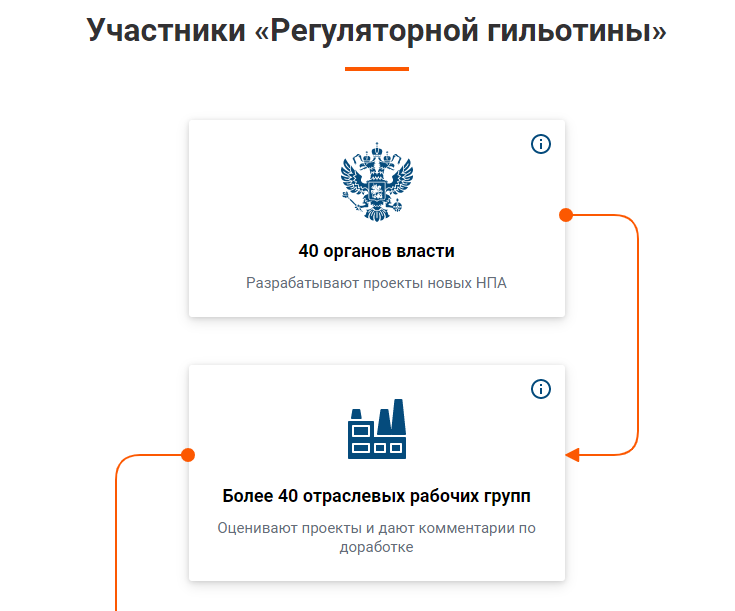 Участники «Регуляторной гильотины»
40 органов власти
Разрабатывают проекты новых НПА
Более 40 отраслевых рабочих групп
Оценивают проекты и дают комментарии по
доработке